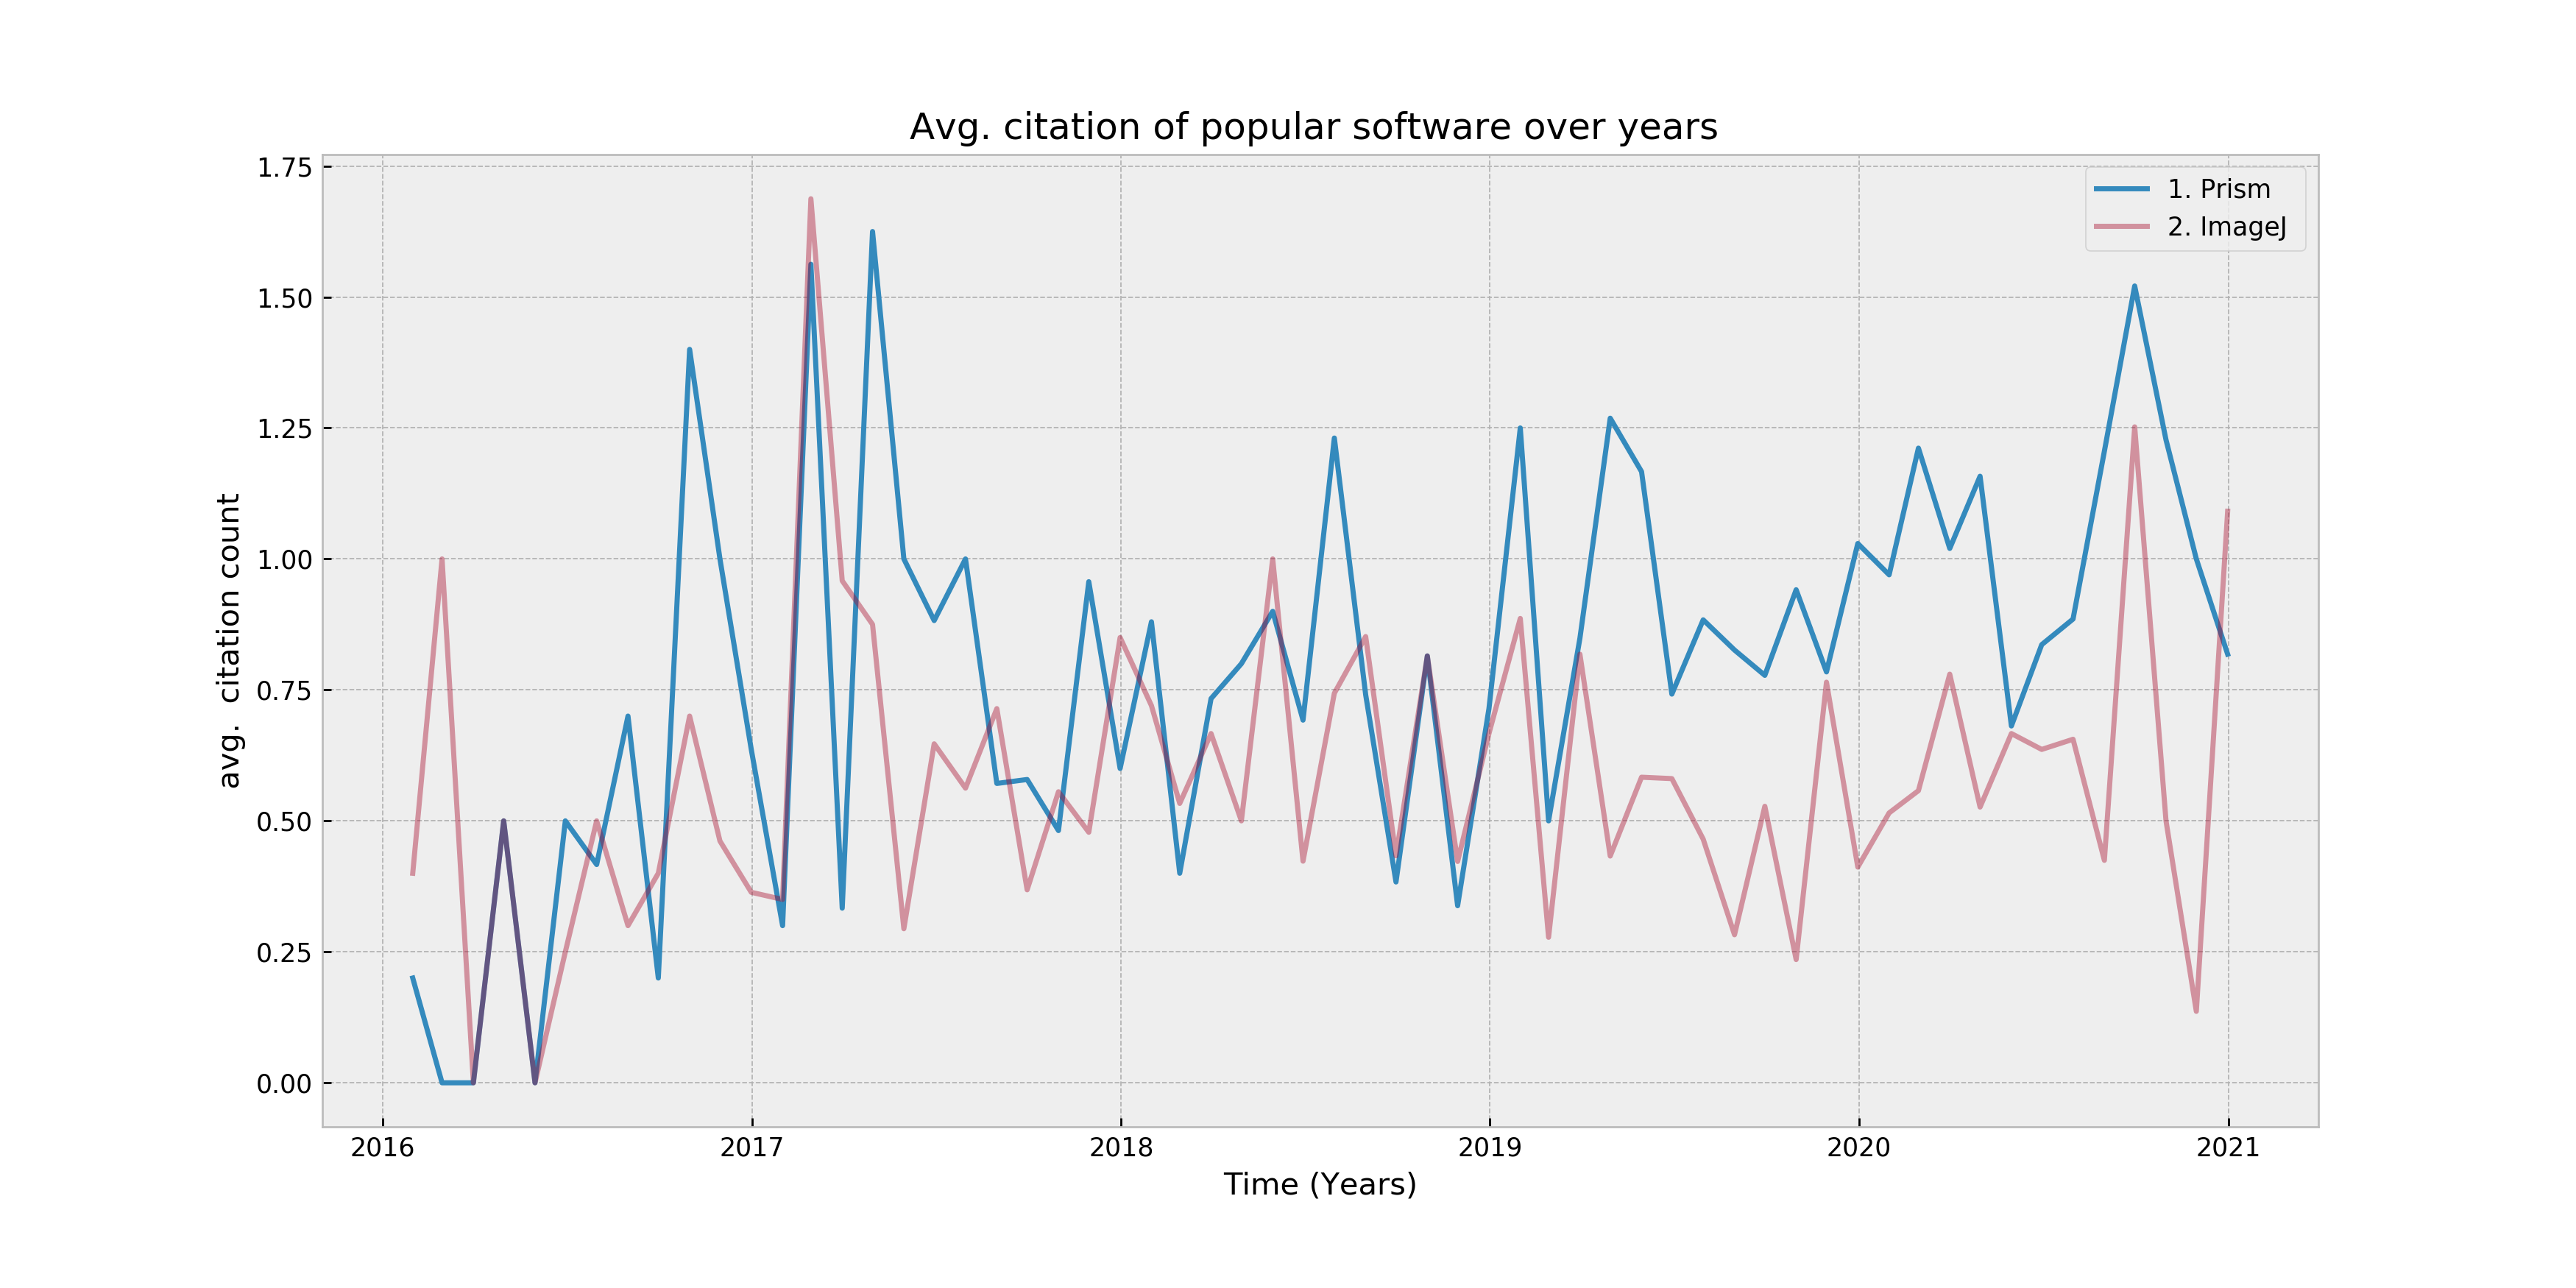 Avg. citation of popular software over years
1.75
1.50
1.25
1.00
0.75
0.50
0.25
0.00
avg.  citation count
1. Prism
2. ImageJ
2016 2017 2018 2019 2020 2021
Time (Years)